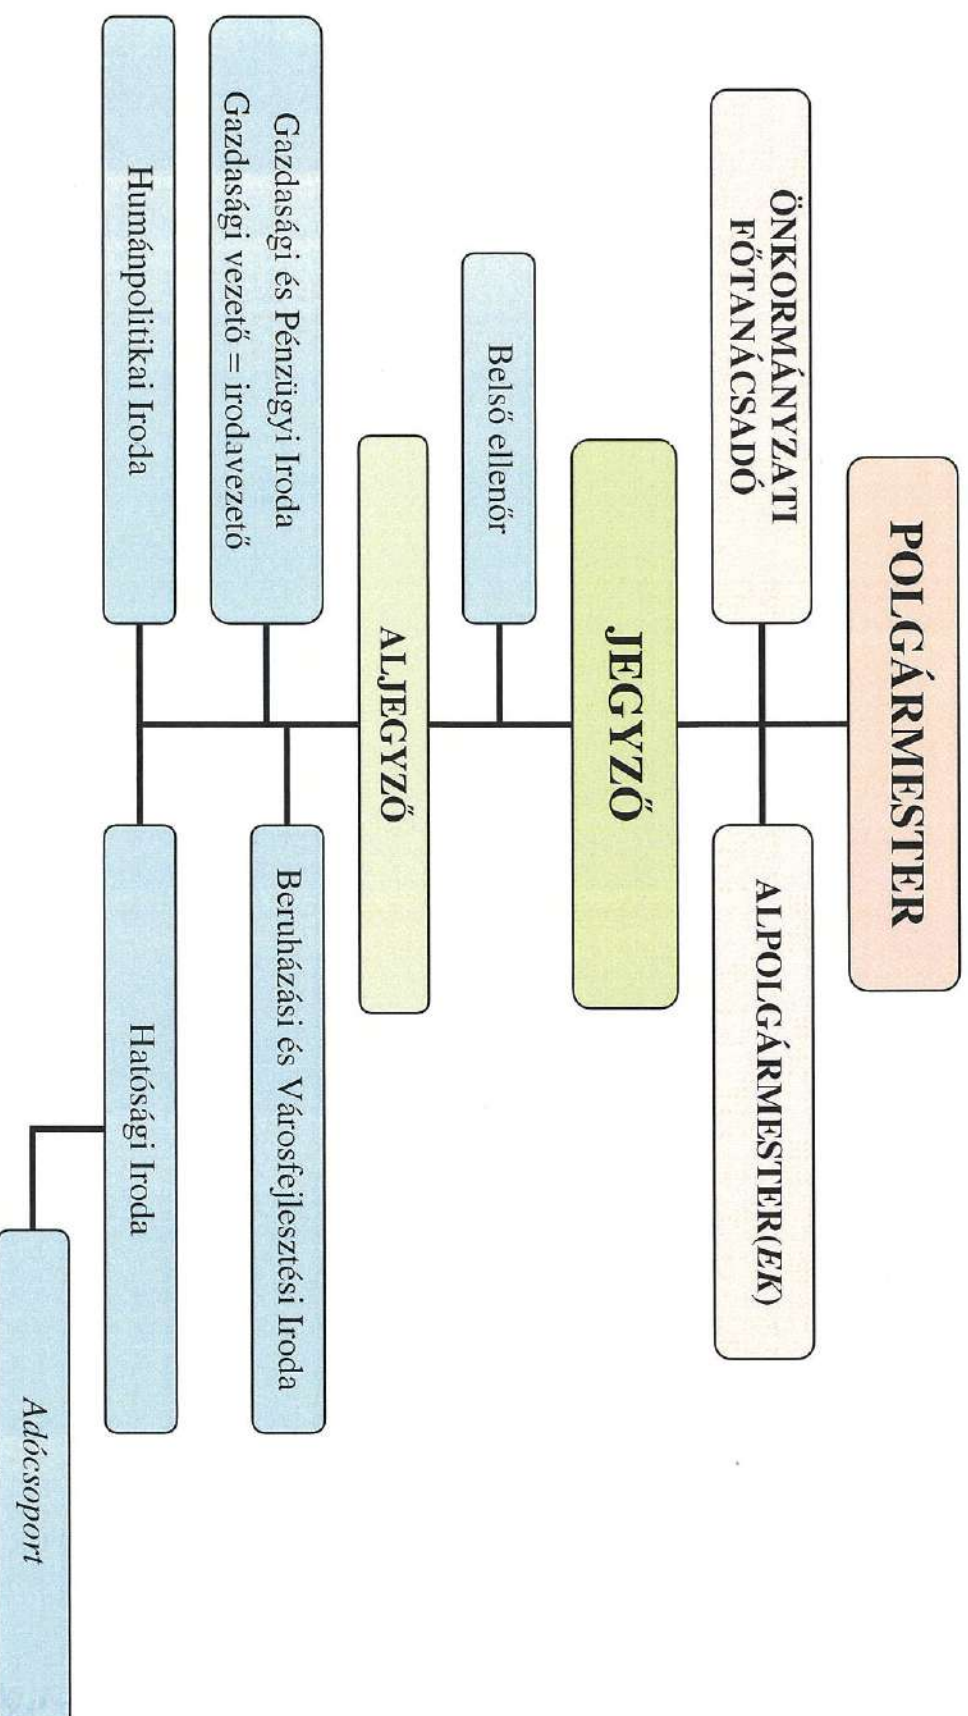 POLGÁRMESTER
ÖNKORMÁNYZATI
FŐTANÁCSADÓ
ALPOLGÁRMESTER(EK)
JEGYZŐ
Belső ellenőr
ALJEGYZŐ
Gazdasági és Pénzügyi Iroda
Gazdasági vezető = irodavezető
Beruházási és Városfejlesztési Iroda
Humánpolitikai Iroda
Hatósági Iroda
Adócsoport